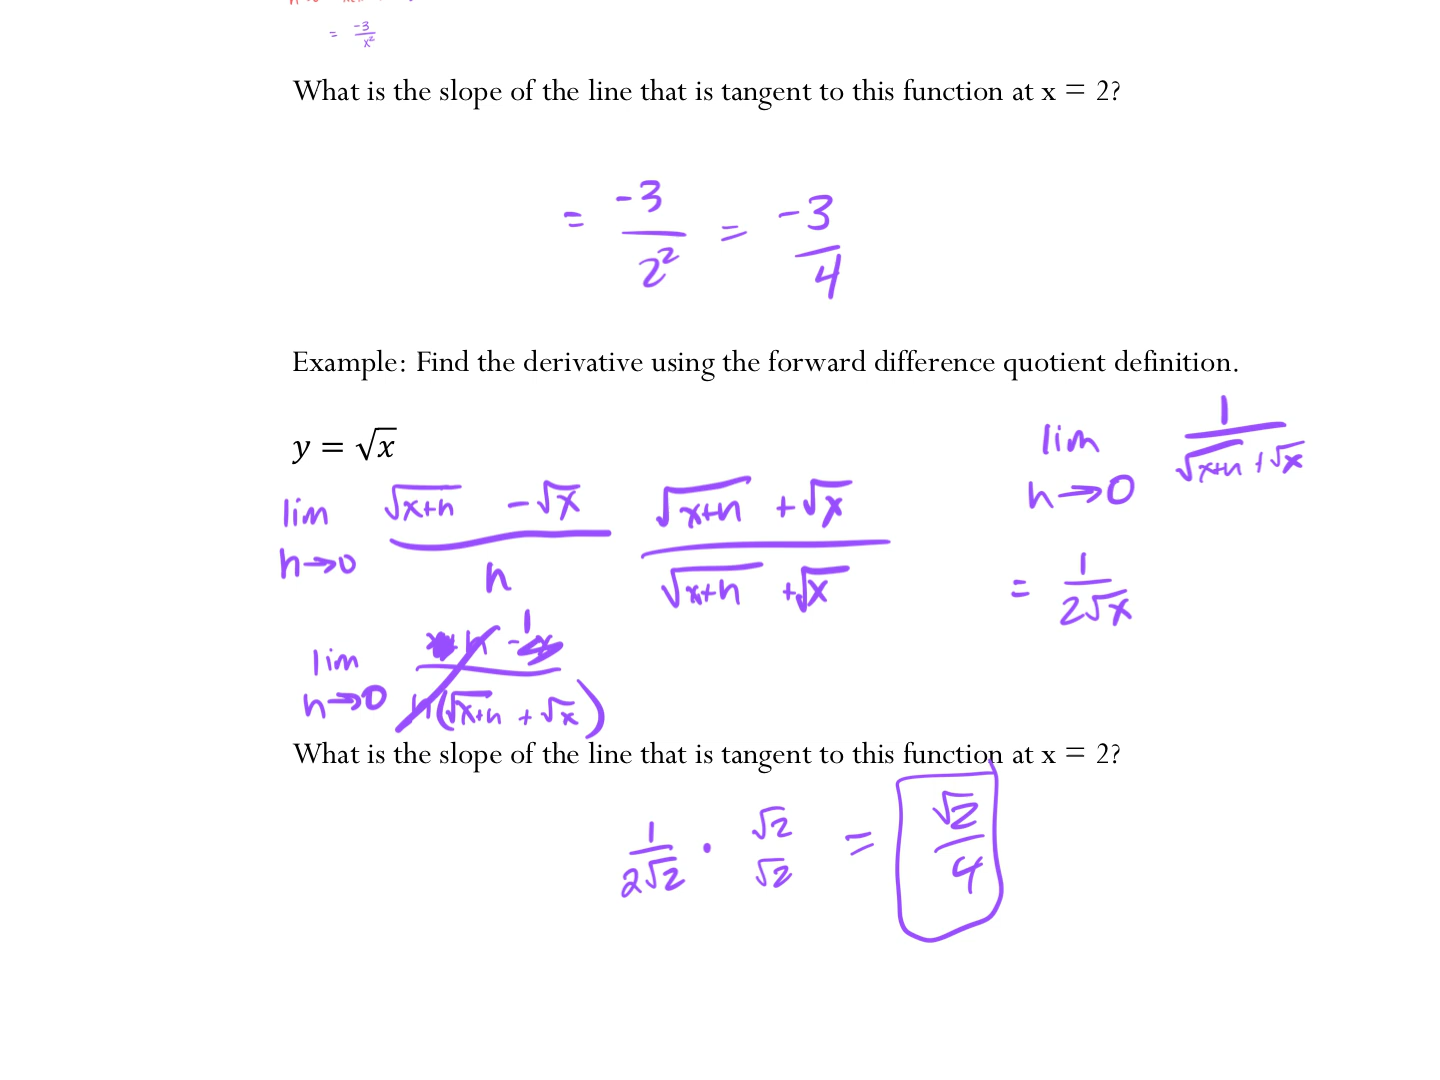 = -3/x²
What is the slope of the line that is tangent to this function at x = 2?
= -3/2² = -3/4
Example: Find the derivative using the forward difference quotient definition.
y = √x
lim h→0 (√(x+h) - √x)/h (√(x+h) + √x)/(√(x+h) + √x)
lim h→0 h 1/(h(√(x+h) + √x))
lim h→0 1/(√(x+h) + √x)
= 1/(2√x)
What is the slope of the line that is tangent to this function at x = 2?
1/(2√2) · √2/√2 = √2/4